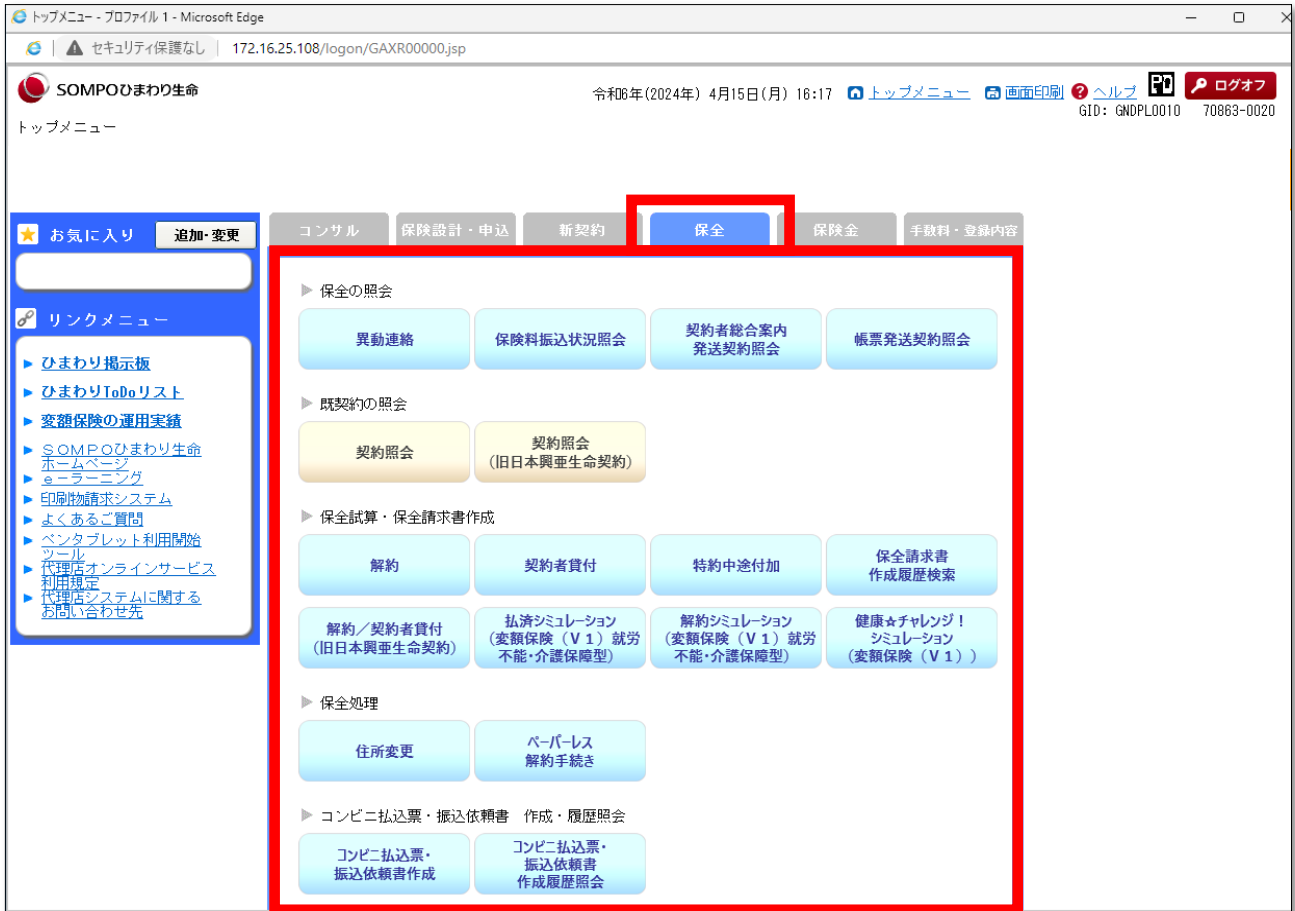 トップメニュー - プロファイル 1 - Microsoft Edge
セキュリティ保護なし 172.16.25.108/logon/GAXR00000.jsp
SOMPOひまわり生命
令和6年(2024年) 4月15日(月) 16:17 トップメニュー 画面印刷 ヘルプ ログオフ
GID: GNDPL0010 70863-0020
トップメニュー
お気に入り 追加・変更
リンクメニュー
ひまわり掲示板
ひまわりToDoリスト
変額保険の運用実績
SOMPOひまわり生命
ホームページ
e-ラーニング
印刷物請求システム
よくあるご質問
ペンタブレット利用開始
ツール
代理店オンラインサービス
利用規定
代理店システムに関する
お問い合わせ先
コンサル 保険設計・申込 新契約 保全 保険金 手数料・登録内容
保全の照会
異動連絡
保険料振込状況照会
契約者総合案内
発送契約照会
帳票発送契約照会
既契約の照会
契約照会
契約照会
(旧日本興亜生命契約)
保全試算・保全請求書作成
解約
契約者貸付
特約中途付加
保全請求書
作成履歴検索
解約/契約者貸付
(旧日本興亜生命契約)
払済シミュレーション
(変額保険(V1)就労
不能・介護保障型)
解約シミュレーション
(変額保険(V1)就労
不能・介護保障型)
健康☆チャレンジ!
シミュレーション
(変額保険(V1))
保全処理
住所変更
ペーパーレス
解約手続き
コンビニ払込票・振込依頼書 作成・履歴照会
コンビニ払込票・
振込依頼書作成
コンビニ払込票・
振込依頼書
作成履歴照会